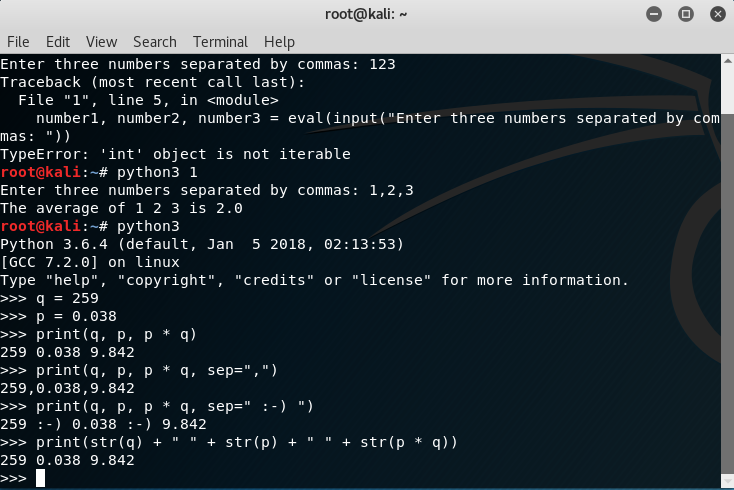 root@kali: ~
File Edit View Search Terminal Help
Enter three numbers separated by commas: 123
Traceback (most recent call last):
  File "1", line 5, in <module>
    number1, number2, number3 = eval(input("Enter three numbers separated by com
mas: "))
TypeError: 'int' object is not iterable
root@kali:~# python3 1
Enter three numbers separated by commas: 1,2,3
The average of 1 2 3 is 2.0
root@kali:~# python3
Python 3.6.4 (default, Jan  5 2018, 02:13:53)
[GCC 7.2.0] on linux
Type "help", "copyright", "credits" or "license" for more information.
>>> q = 259
>>> p = 0.038
>>> print(q, p, p * q)
259 0.038 9.842
>>> print(q, p, p * q, sep=",")
259,0.038,9.842
>>> print(q, p, p * q, sep=" :-) ")
259 :-) 0.038 :-) 9.842
>>> print(str(q) + " " + str(p) + " " + str(p * q))
259 0.038 9.842
>>>